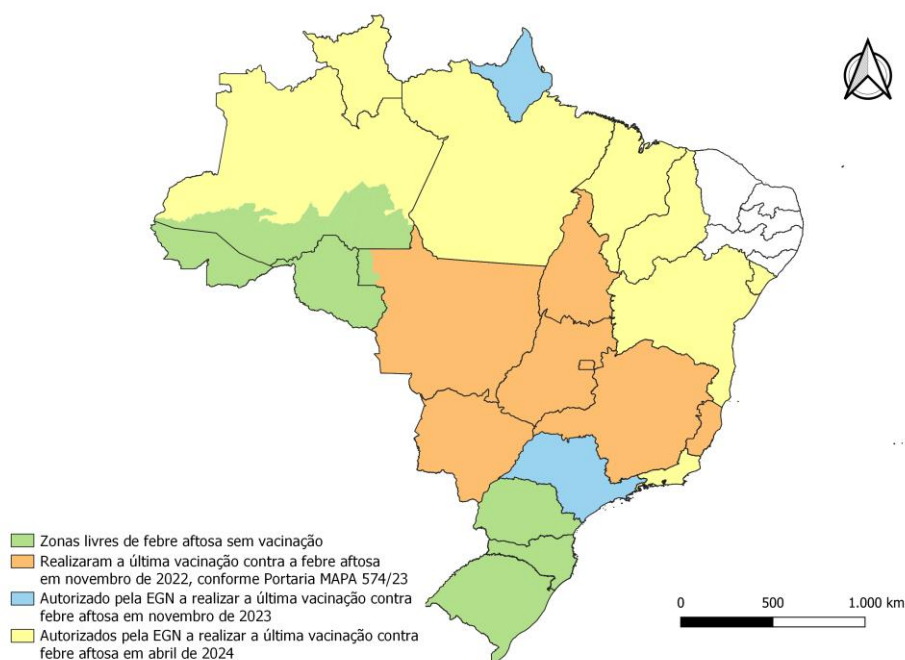 Zonas livres de febre aftosa sem vacinação
Realizaram a última vacinação contra a febre aftosa
em novembro de 2022, conforme Portaria MAPA 574/23
Autorizado pela EGN a realizar a última vacinação contra
febre aftosa em novembro de 2023
Autorizados pela EGN a realizar a última vacinação contra
febre aftosa em abril de 2024
0 500 1.000 km